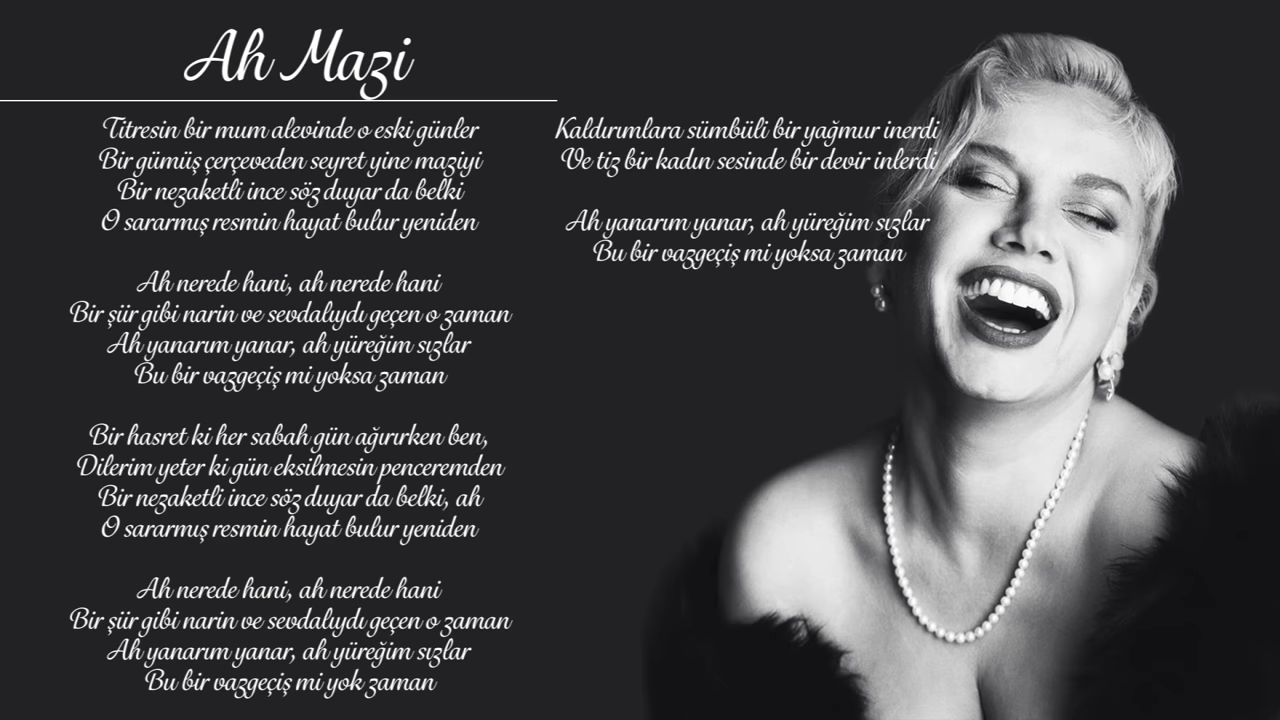 Ah Mazi
Titresin bir mum alevinde o eski günler
Bir gümüş çerçeveden seyret yine maziyi
Bir nezaketli ince söz duyar da belki
O sararmış resmin hayat bulur yeniden
Ah nerede hani, ah nerede hani
Bir şiir gibi narin ve sevdalıydı geçen o zaman
Ah yanarım yanar, ah yüreğim sızlar
Bu bir vazgeçiş mi yoksa zaman
Bir hasret ki her sabah gün ağırırken ben,
Dilerim yeter ki gün eksilmesin penceremden
Bir nezaketli ince söz duyar da belki, ah
O sararmış resmin hayat bulur yeniden
Ah nerede hani, ah nerede hani
Bir şiir gibi narin ve sevdalıydı geçen o zaman
Ah yanarım yanar, ah yüreğim sızlar
Bu bir vazgeçiş mi yok zaman
Kaldırımlara sümbüli bir yağmur inerdi
Ve tiz bir kadın sesinde bir devir inlerdi
Ah yanarım yanar, ah yüreğim sızlar
Bu bir vazgeçiş mi yoksa zaman